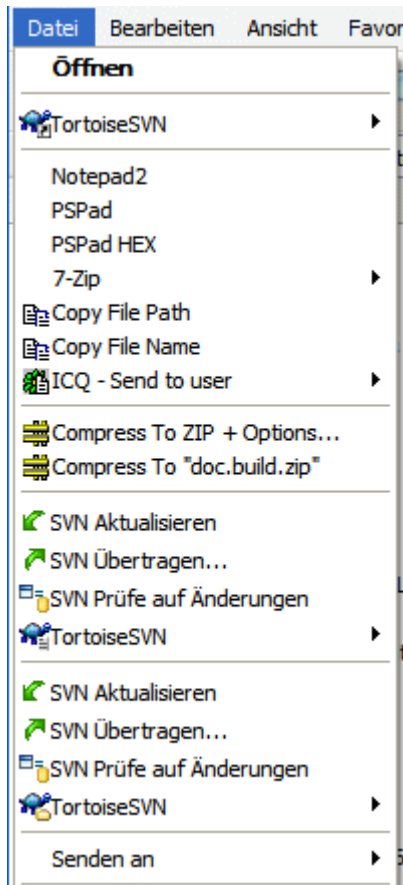 Datei Bearbeiten Ansicht Favor
Öffnen
TortoiseSVN
Notepad2
PSPad
PSPad HEX
7-Zip
Copy File Path
Copy File Name
ICQ - Send to user
Compress To ZIP + Options...
Compress To "doc.build.zip"
SVN Aktualisieren
SVN Übertragen...
SVN Prüfe auf Änderungen
TortoiseSVN
SVN Aktualisieren
SVN Übertragen...
SVN Prüfe auf Änderungen
TortoiseSVN
Senden an